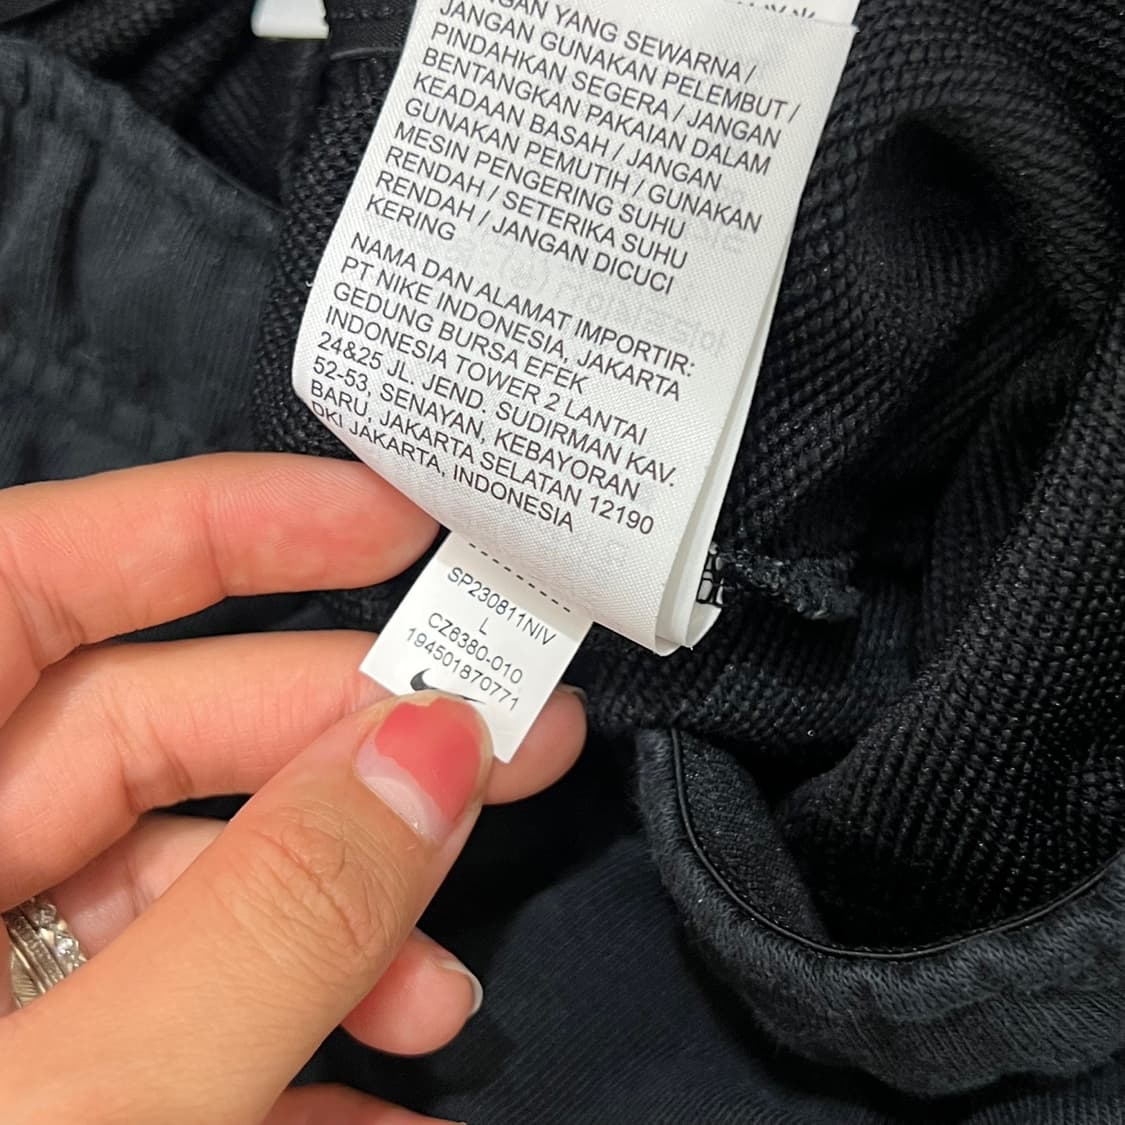 GAN YANG SEWARNA /
JANGAN GUNAKAN PELEMBUT /
PINDAHKAN SEGERA / JANGAN
BENTANGKAN PAKAIAN DALAM
KEADAAN BASAH / JANGAN
GUNAKAN PEMUTIH / GUNAKAN
MESIN PENGERING SUHU
RENDAH / SETERIKA SUHU
RENDAH / JANGAN DICUCI
KERING
NAMA DAN ALAMAT IMPORTIR:
PT NIKE INDONESIA, JAKARTA
GEDUNG BURSA EFEK
INDONESIA TOWER 2 LANTAI
24&25 JL. JEND. SUDIRMAN KAV.
52-53, SENAYAN, KEBAYORAN
BARU, JAKARTA SELATAN 12190
DKI JAKARTA, INDONESIA
SP230811NIV
L
CZ6380-010
194501870771